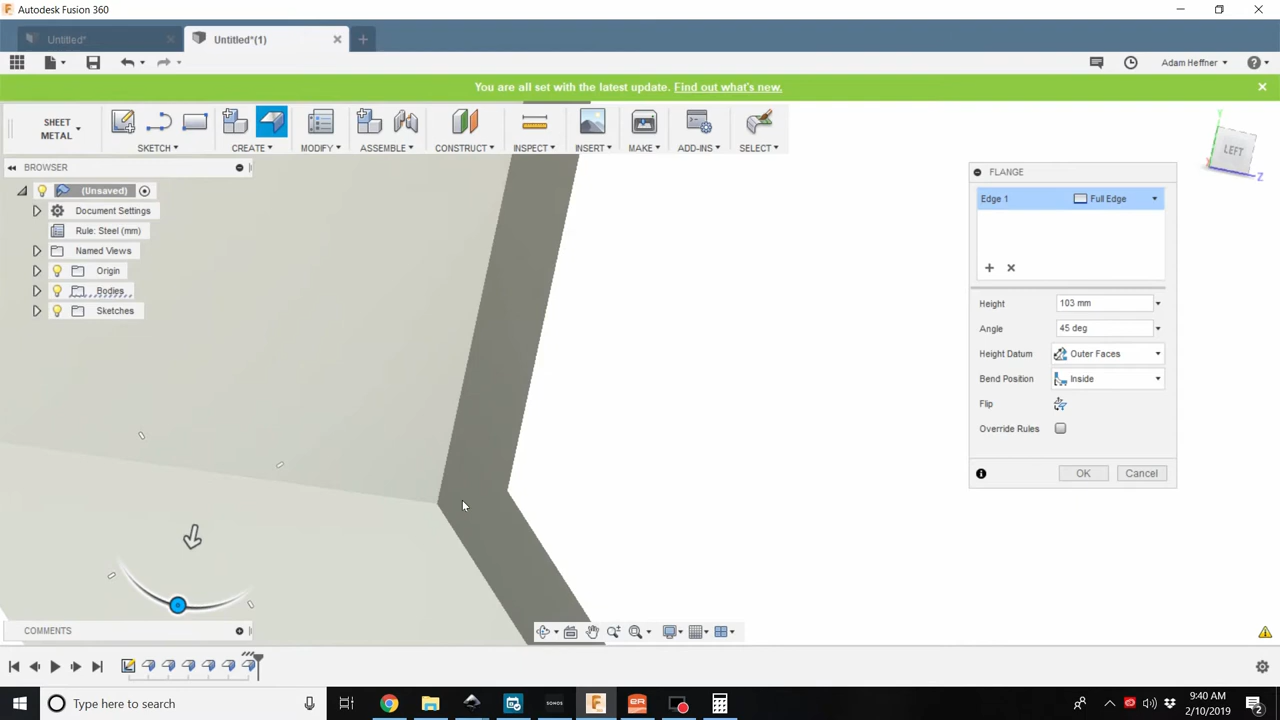 Autodesk Fusion 360
Untitled*
Untitled*(1)
Adam Heffner
You are all set with the latest update. Find out what's new.
SHEET METAL
SKETCH
CREATE
MODIFY
ASSEMBLE
CONSTRUCT
INSPECT
INSERT
MAKE
ADD-INS
SELECT
Y
LEFT
Z
BROWSER
(Unsaved)
Document Settings
Rule: Steel (mm)
Named Views
Origin
Bodies
Sketches
FLANGE
Edge 1 Full Edge
Height 103 mm
Angle 45 deg
Height Datum Outer Faces
Bend Position Inside
Flip
Override Rules
OK Cancel
COMMENTS
Type here to search
SONOS
eR
9:40 AM
2/10/2019
2